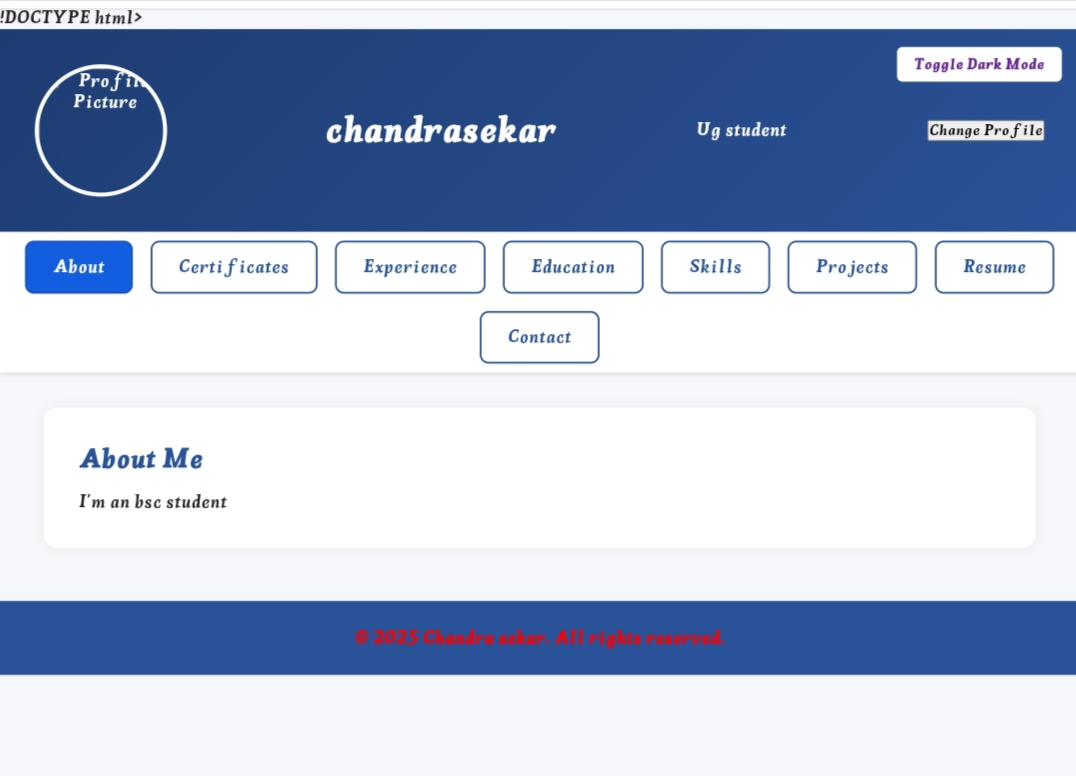 !DOCTYPE html>
Toggle Dark Mode
Profile
Picture
chandrasekar
Ug student
Change Profile
About
Certificates
Experience
Education
Skills
Projects
Resume
Contact
About Me
I'm an bsc student
© 2025 Chandra sekar. All rights reserved.